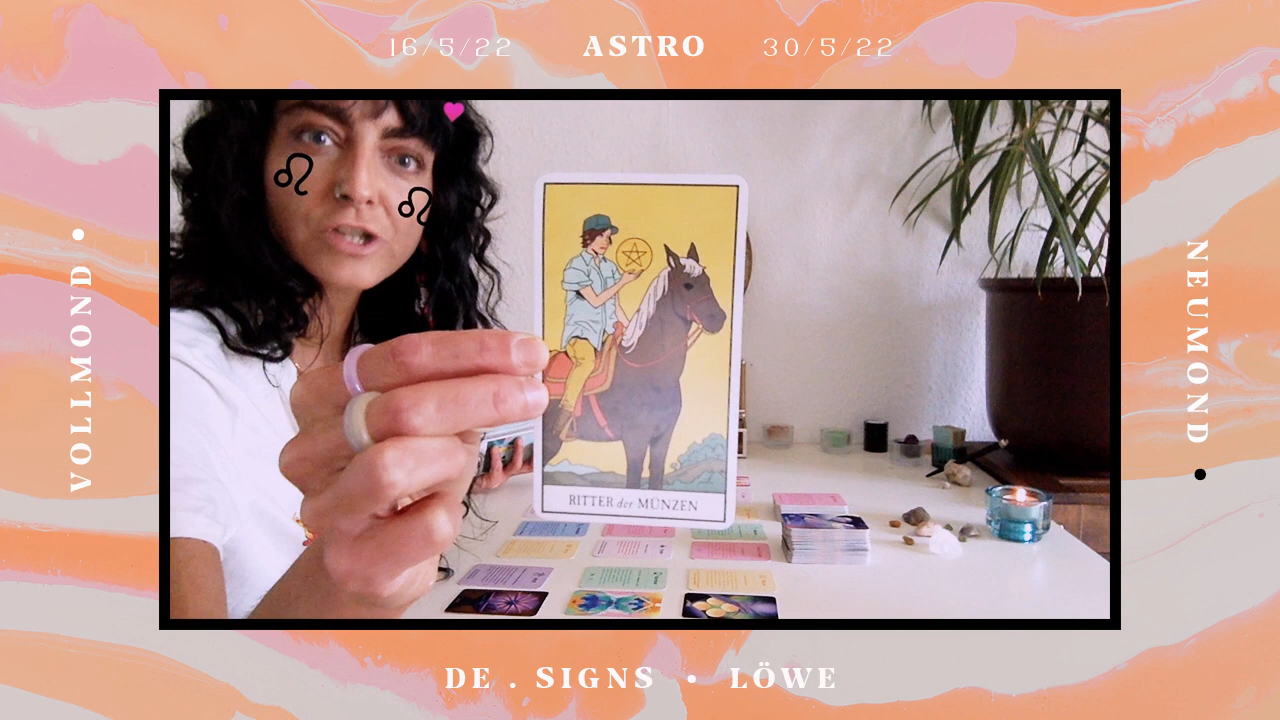 16/5/22 ASTRO 30/5/22
VOLLMOND
RITTER der MÜNZEN
NEUMOND
DE . SIGNS • LÖWE